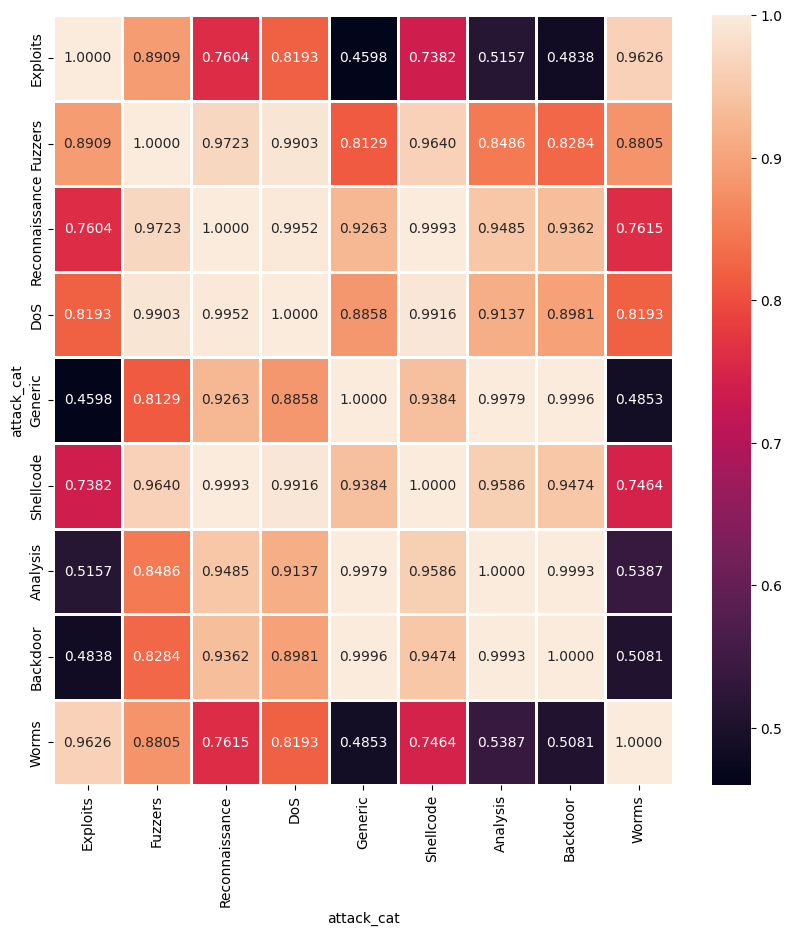 Exploits 1.0000 0.8909 0.7604 0.8193 0.4598 0.7382 0.5157 0.4838 0.9626
Fuzzers 0.8909 1.0000 0.9723 0.9903 0.8129 0.9640 0.8486 0.8284 0.8805
Reconnaissance 0.7604 0.9723 1.0000 0.9952 0.9263 0.9993 0.9485 0.9362 0.7615
DoS 0.8193 0.9903 0.9952 1.0000 0.8858 0.9916 0.9137 0.8981 0.8193
Generic 0.4598 0.8129 0.9263 0.8858 1.0000 0.9384 0.9979 0.9996 0.4853
Shellcode 0.7382 0.9640 0.9993 0.9916 0.9384 1.0000 0.9586 0.9474 0.7464
Analysis 0.5157 0.8486 0.9485 0.9137 0.9979 0.9586 1.0000 0.9993 0.5387
Backdoor 0.4838 0.8284 0.9362 0.8981 0.9996 0.9474 0.9993 1.0000 0.5081
Worms 0.9626 0.8805 0.7615 0.8193 0.4853 0.7464 0.5387 0.5081 1.0000
attack_cat
Exploits Fuzzers Reconnaissance DoS Generic Shellcode Analysis Backdoor Worms
attack_cat
1.0
0.9
0.8
0.7
0.6
0.5